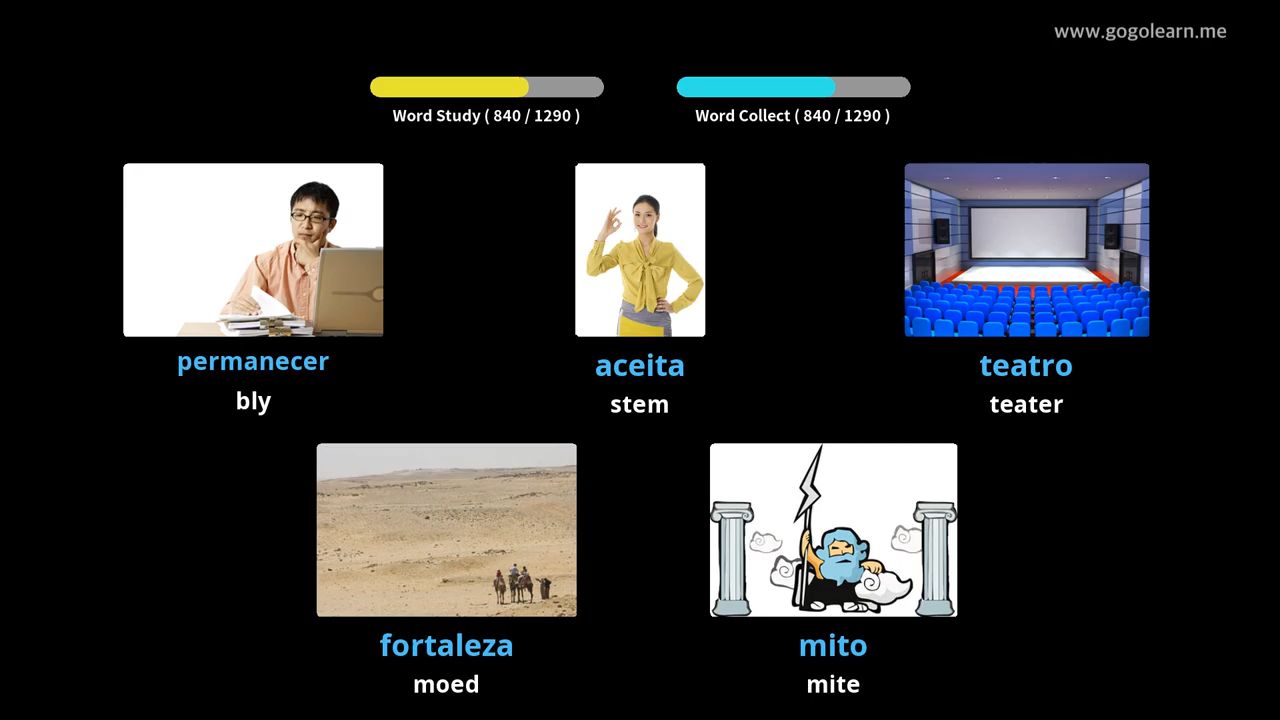 www.gogolearn.me
Word Study ( 840 / 1290 )
Word Collect ( 840 / 1290 )
permanecer
bly
aceita
stem
teatro
teater
fortaleza
moed
mito
mite